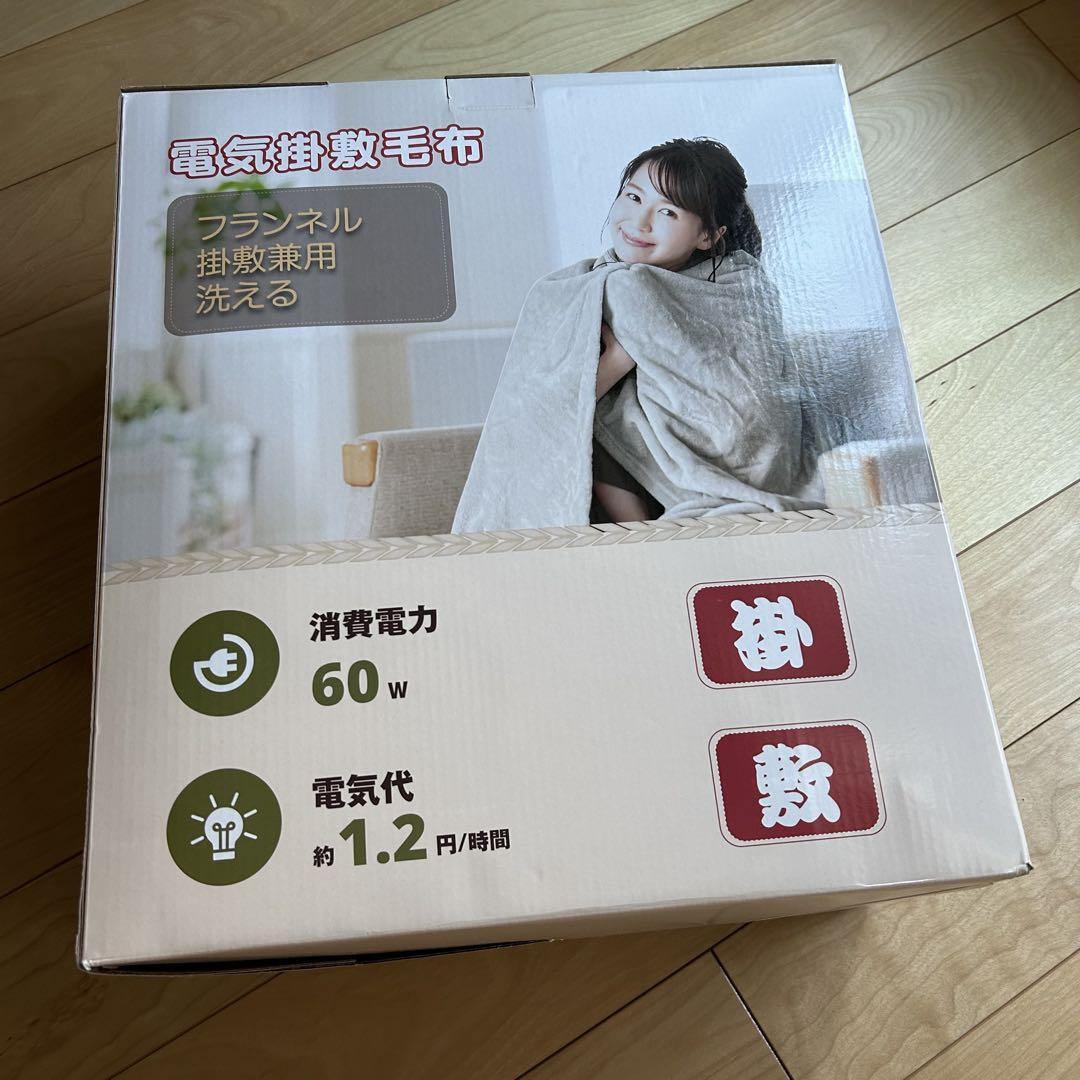 電気掛敷毛布
フランネル
掛敷兼用
洗える
消費電力
60 W
掛
電気代
約 1.2 円/時間
敷